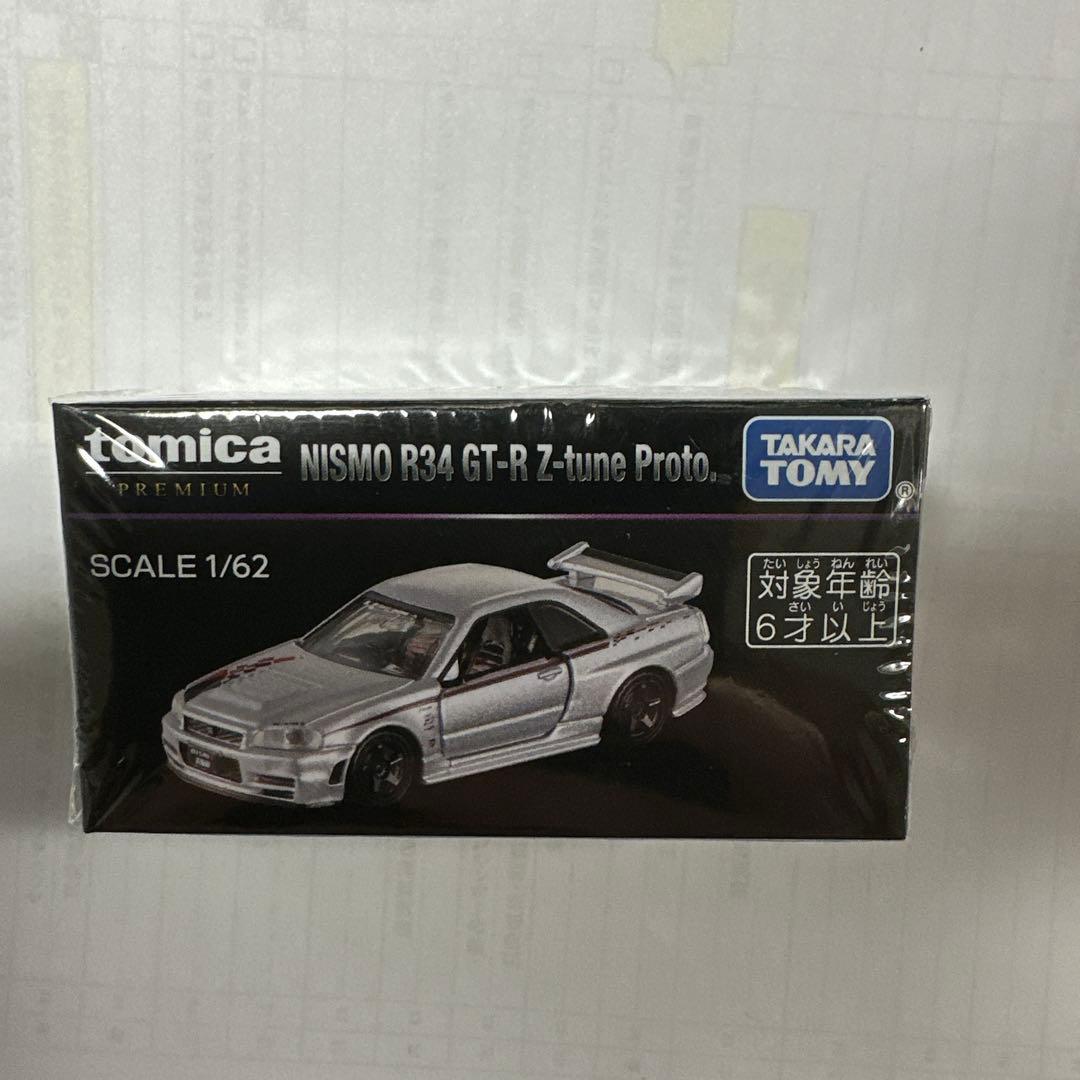 tomica
PREMIUM
NISMO R34 GT-R Z-tune Proto.
TAKARA
TOMY
®
SCALE 1/62
たい しょう ねん れい
対象年齢
さい い じょう
6才以上